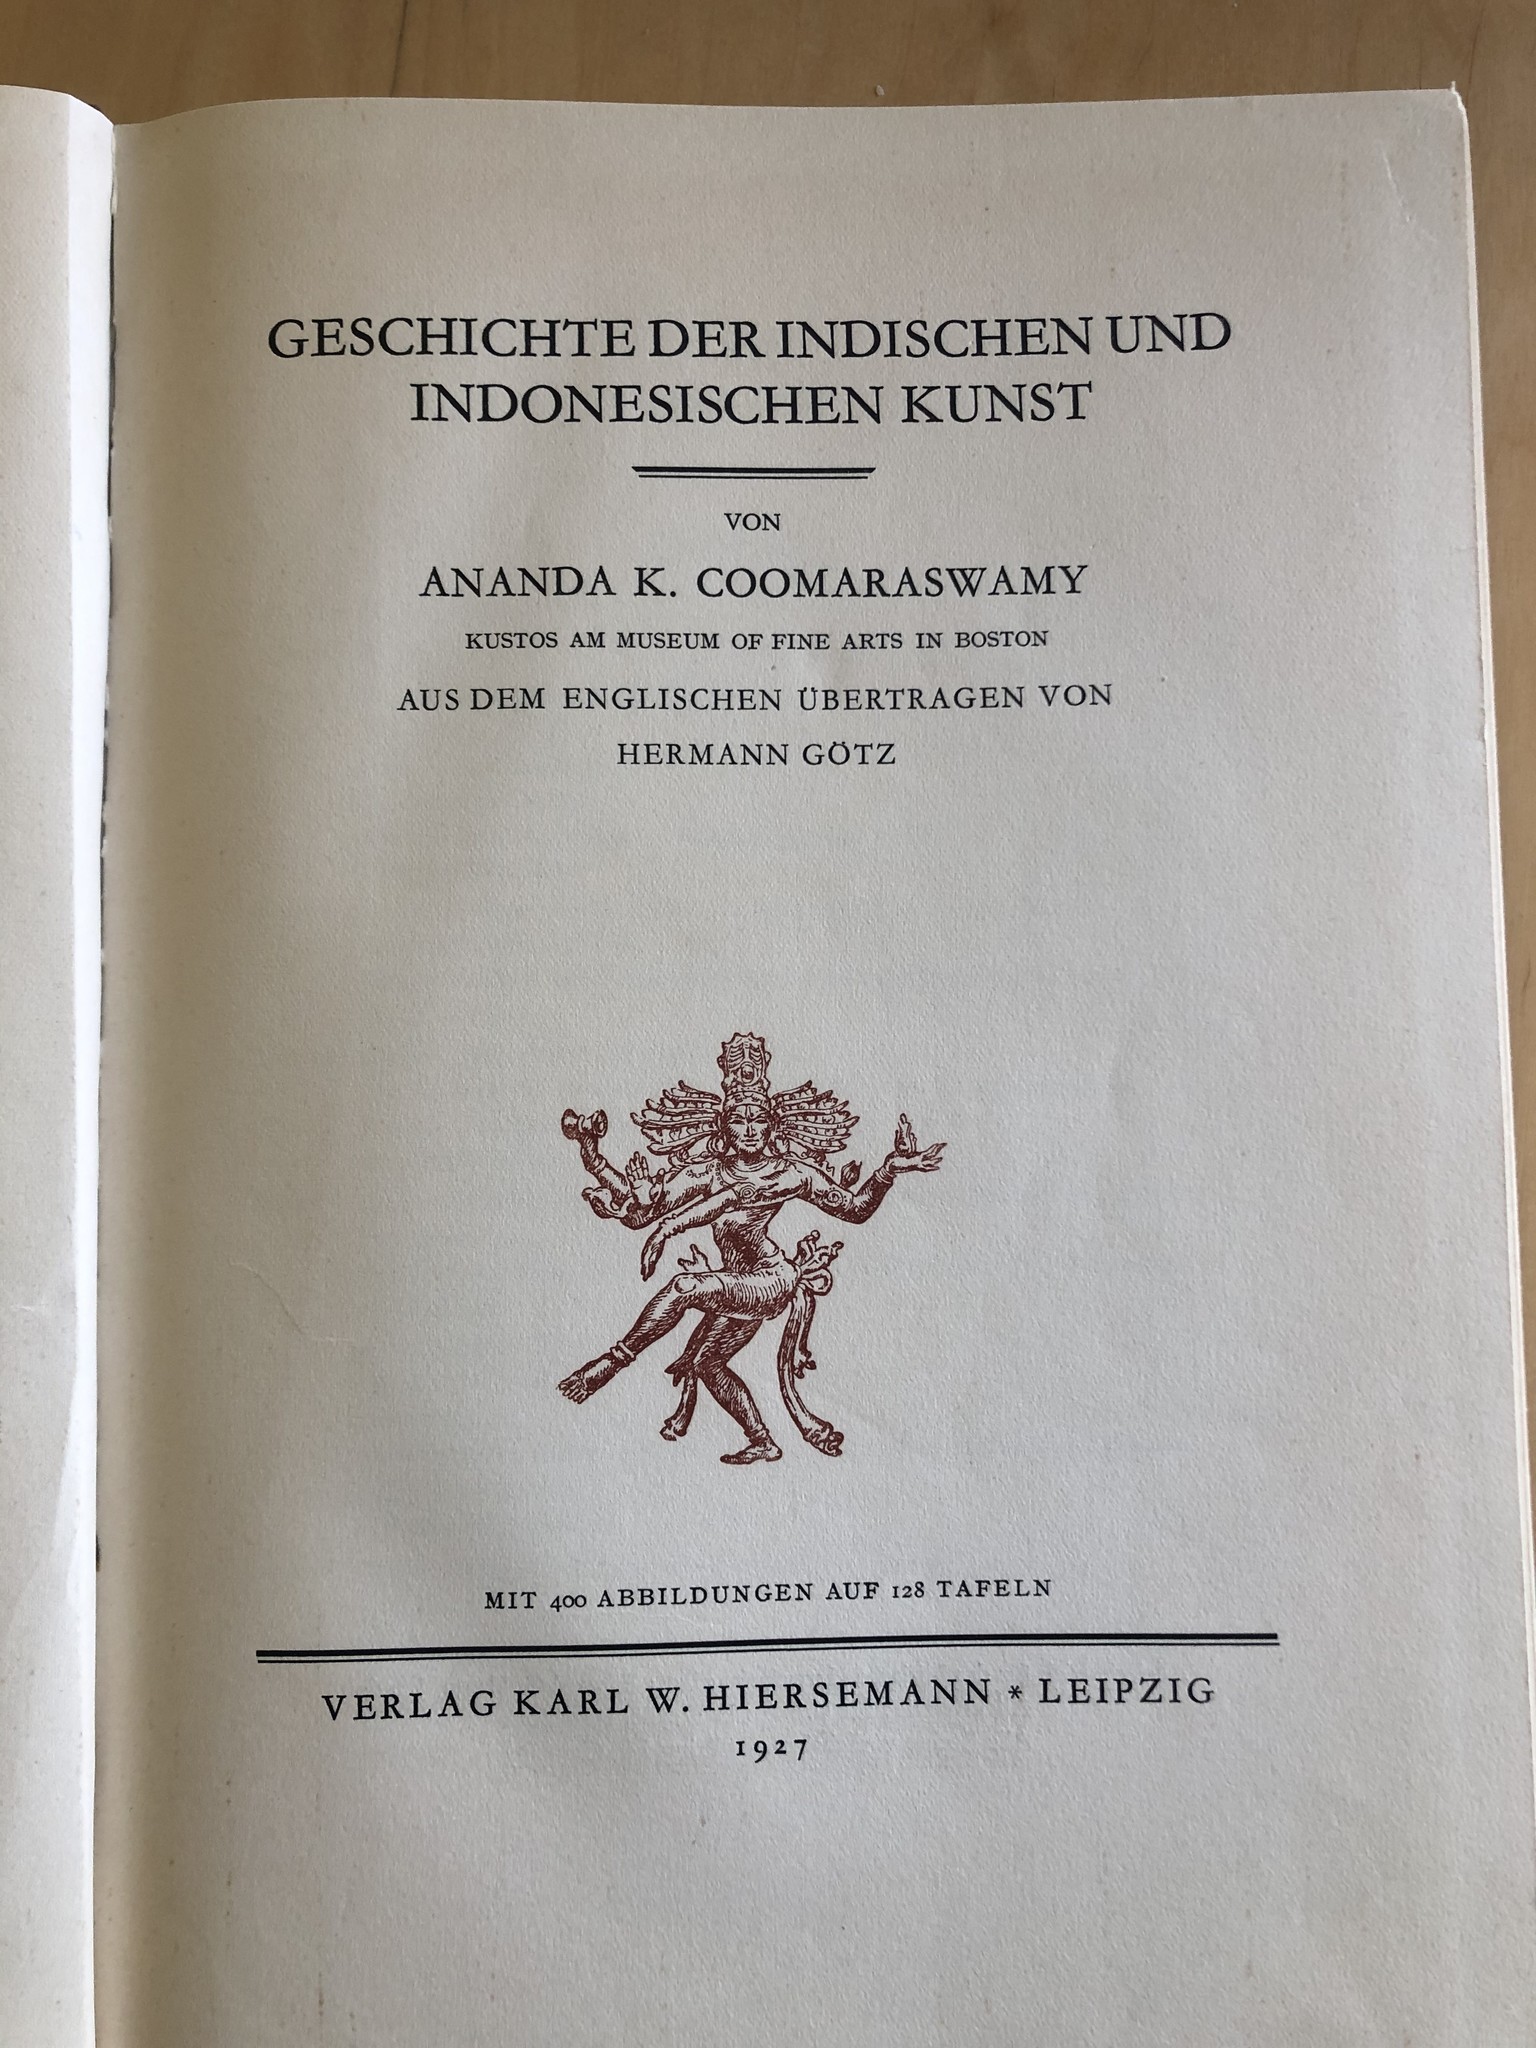 GESCHICHTE DER INDISCHEN UND
INDONESISCHEN KUNST
VON
ANANDA K. COOMARASWAMY
KUSTOS AM MUSEUM OF FINE ARTS IN BOSTON
AUS DEM ENGLISCHEN ÜBERTRAGEN VON
HERMANN GÖTZ
MIT 400 ABBILDUNGEN AUF 128 TAFELN
VERLAG KARL W. HIERSEMANN * LEIPZIG
1927